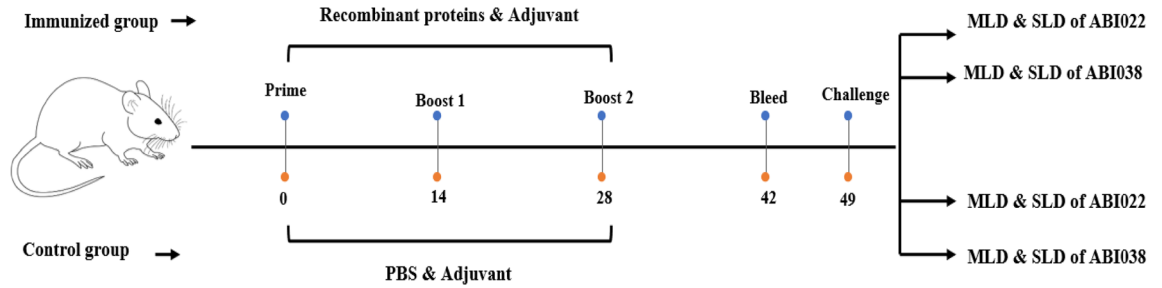 Immunized group
Recombinant proteins & Adjuvant
MLD & SLD of ABI022
MLD & SLD of ABI038
Prime
Boost 1
Boost 2
Bleed
Challenge
0
14
28
42
49
MLD & SLD of ABI022
MLD & SLD of ABI038
Control group
PBS & Adjuvant